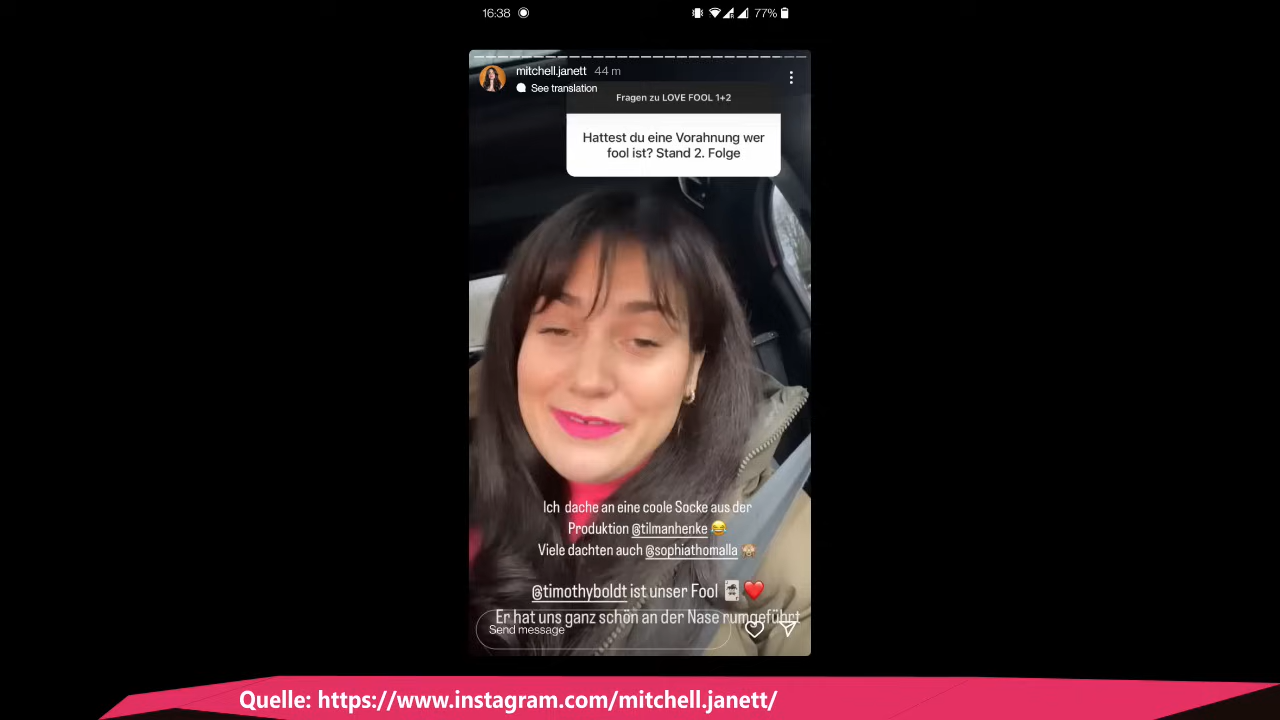 16:38
77%
mitchell.janett 44 m
See translation
Fragen zu LOVE FOOL 1+2
Hattest du eine Vorahnung wer
fool ist? Stand 2. Folge
Ich dache an eine coole Socke aus der
Produktion @tilmanhenke 😂
Viele dachten auch @sophiathomalla 🙈
@timothyboldt ist unser Fool 🃏❤️
Er hat uns ganz schön an der Nase rumgeführt
Send message
Quelle: https://www.instagram.com/mitchell.janett/